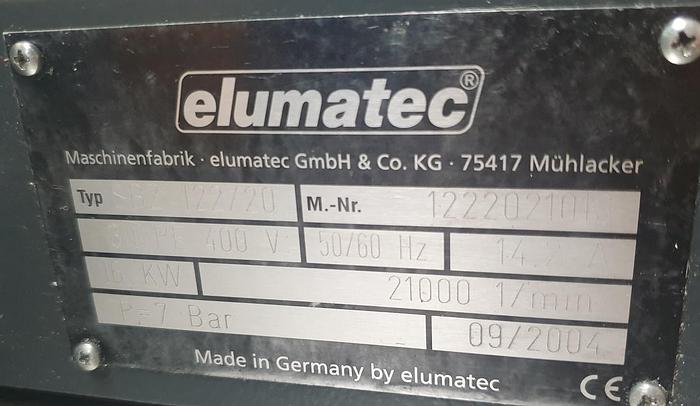 elumatec®
Maschinenfabrik · elumatec GmbH & Co. KG · 75417 Mühlacker
Typ 122/20 M.-Nr.
400 V 50/60 Hz
KW 21000 1/min
P=7 Bar 09/2004
Made in Germany by elumatec CE